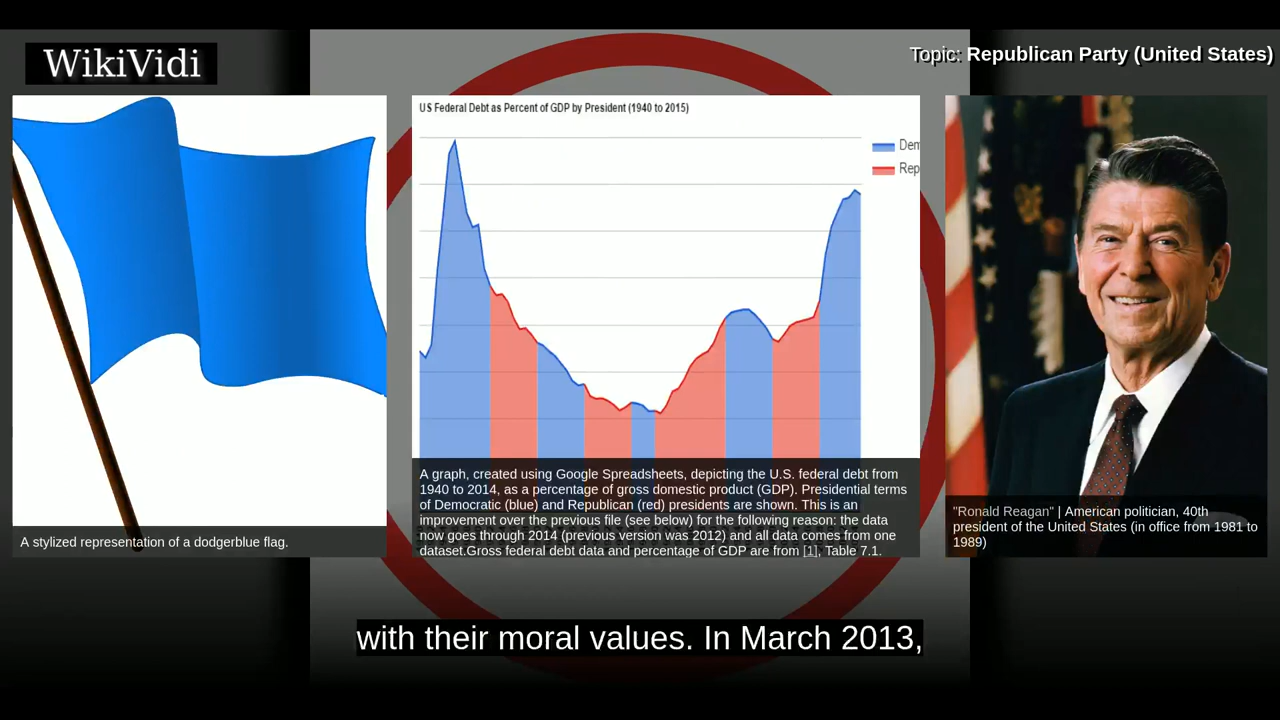 WikiVidi
Topic: Republican Party (United States)
US Federal Debt as Percent of GDP by President (1940 to 2015)
Dem
Rep
A graph, created using Google Spreadsheets, depicting the U.S. federal debt from
1940 to 2014, as a percentage of gross domestic product (GDP). Presidential terms
of Democratic (blue) and Republican (red) presidents are shown. This is an
improvement over the previous file (see below) for the following reason: the data
now goes through 2014 (previous version was 2012) and all data comes from one
dataset.Gross federal debt data and percentage of GDP are from [1], Table 7.1.
A stylized representation of a dodgerblue flag.
"Ronald Reagan" | American politician, 40th
president of the United States (in office from 1981 to
1989)
with their moral values. In March 2013,